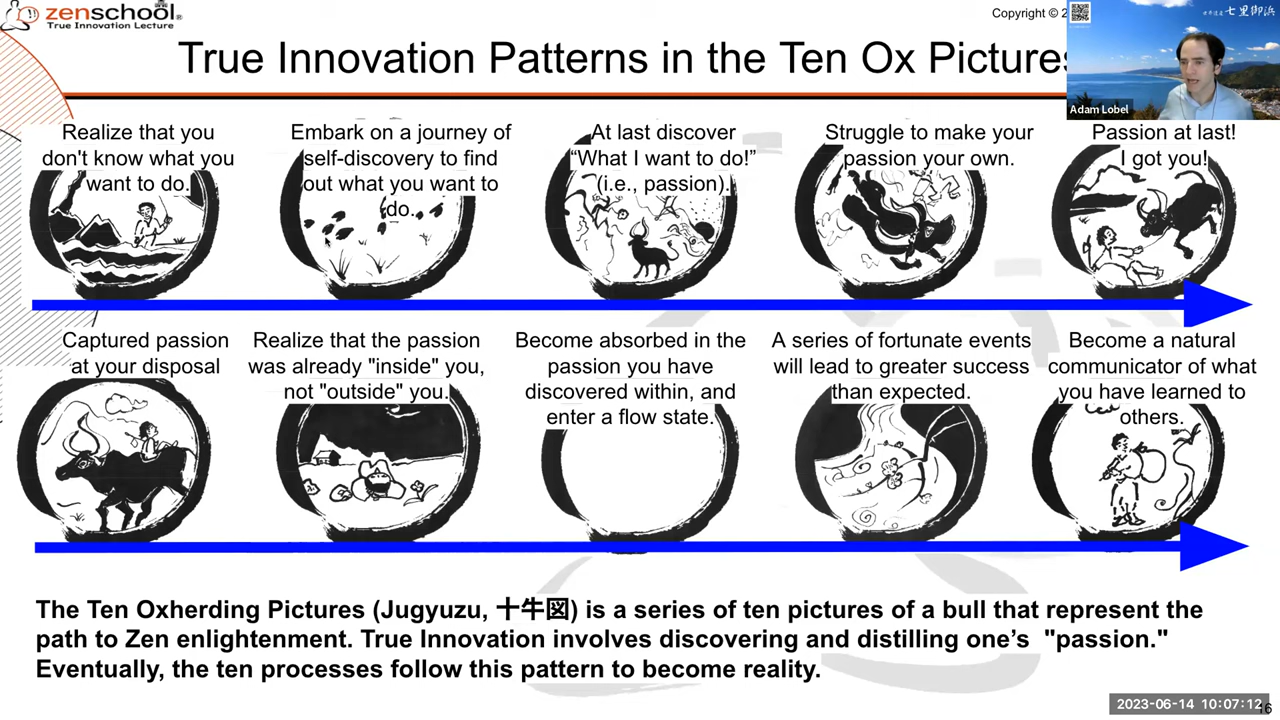 zenschool®
True Innovation Lecture
Copyright © 2
七里御浜
Adam Lobel
True Innovation Patterns in the Ten Ox Pictures
Realize that you
don't know what you
want to do.
Embark on a journey of
self-discovery to find
out what you want to
do.
At last discover
“What I want to do!”
(i.e., passion).
Struggle to make your
passion your own.
Passion at last!
I got you!
Captured passion
at your disposal
Realize that the passion
was already "inside" you,
not "outside" you.
Become absorbed in the
passion you have
discovered within, and
enter a flow state.
A series of fortunate events
will lead to greater success
than expected.
Become a natural
communicator of what
you have learned to
others.
The Ten Oxherding Pictures (Jugyuzu, 十牛図) is a series of ten pictures of a bull that represent the
path to Zen enlightenment. True Innovation involves discovering and distilling one’s "passion."
Eventually, the ten processes follow this pattern to become reality.
2023-06-14 10:07:12
16